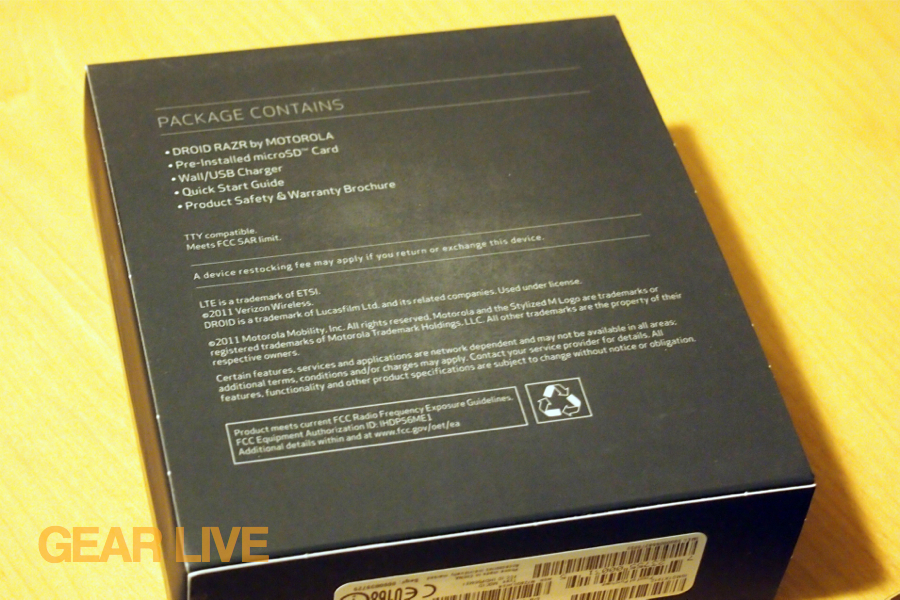 PACKAGE CONTAINS
• DROID RAZR by MOTOROLA
• Pre-Installed microSD™ Card
• Wall/USB Charger
• Quick Start Guide
• Product Safety & Warranty Brochure
TTY compatible.
Meets FCC SAR limit.
A device restocking fee may apply if you return or exchange this device.
LTE is a trademark of ETSI.
©2011 Verizon Wireless.
DROID is a trademark of Lucasfilm Ltd. and its related companies. Used under license.
©2011 Motorola Mobility, Inc. All rights reserved. Motorola and the Stylized M Logo are trademarks or
registered trademarks of Motorola Trademark Holdings, LLC. All other trademarks are the property of their
respective owners.
Certain features, services and applications are network dependent and may not be available in all areas;
additional terms, conditions and/or charges may apply. Contact your service provider for details. All
features, functionality and other product specifications are subject to change without notice or obligation.
Product meets current FCC Radio Frequency Exposure Guidelines.
FCC Equipment Authorization ID: IHDP56ME1
Additional details within and at www.fcc.gov/oet/ea
GEAR LIVE
CE0168